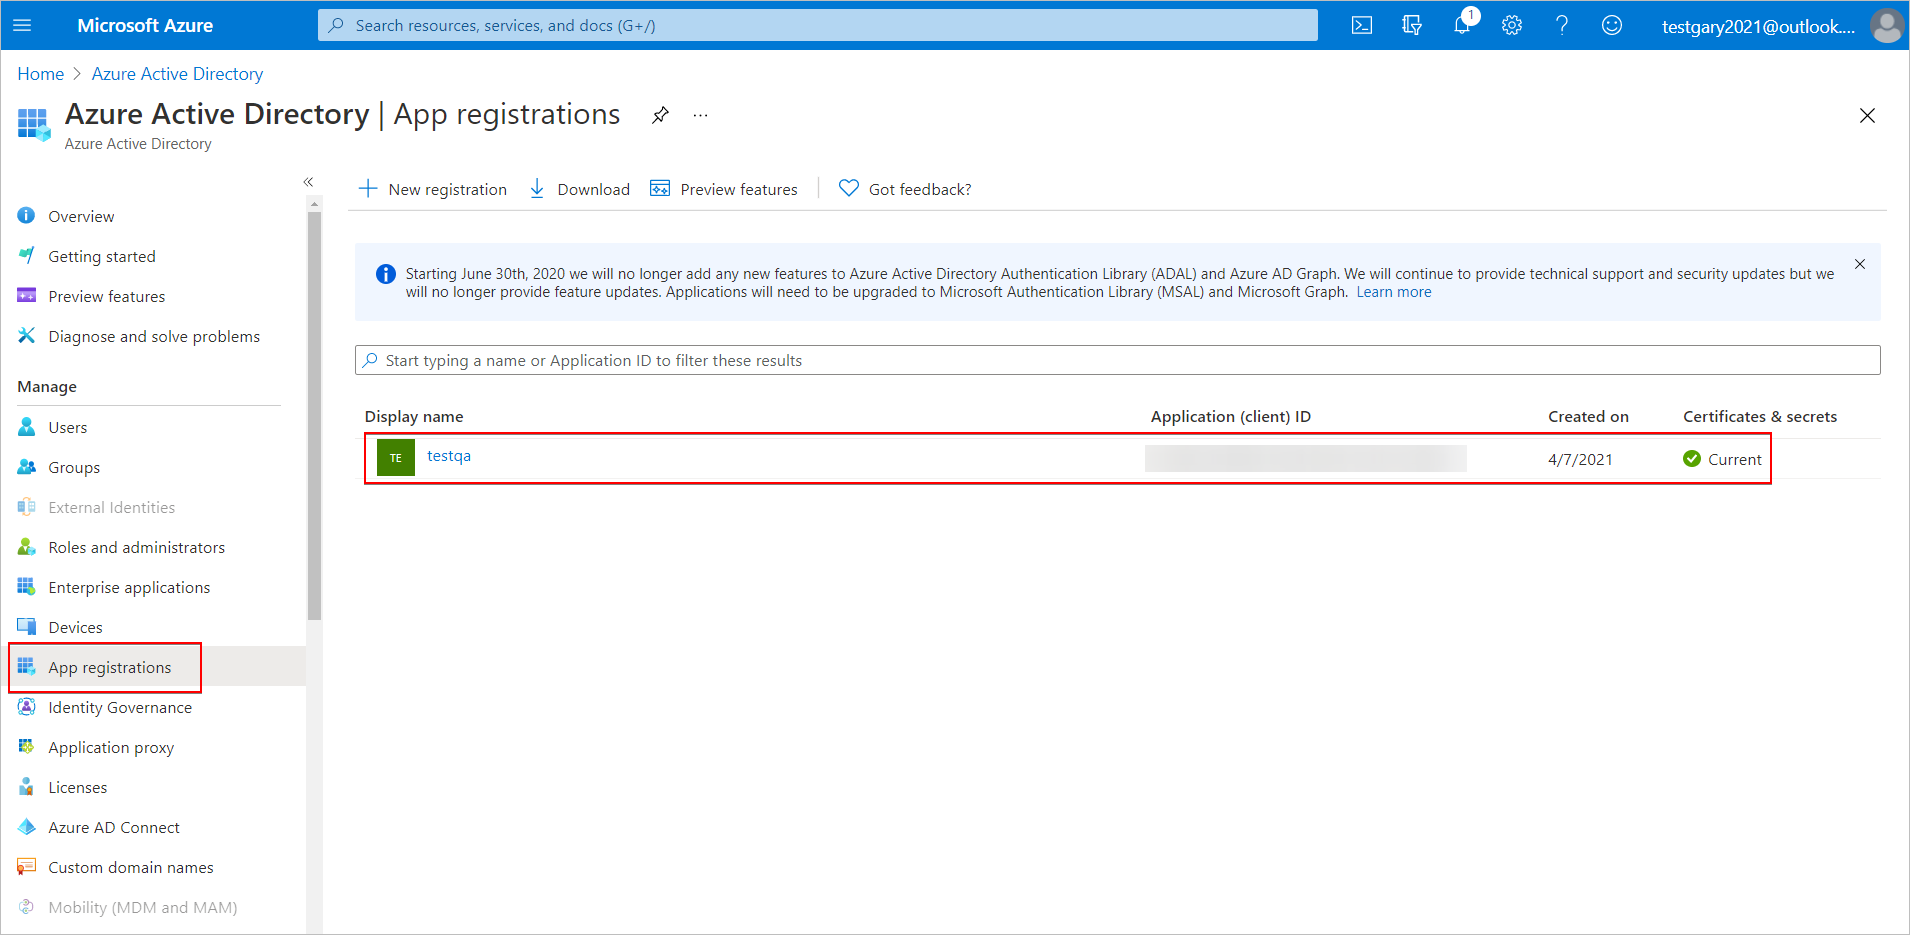 Microsoft Azure
Search resources, services, and docs (G+/)
1
testgary2021@outlook....
Home > Azure Active Directory
Azure Active Directory | App registrations
...
Azure Active Directory
«
New registration
Download
Preview features
Got feedback?
Overview
Getting started
Preview features
Diagnose and solve problems
Manage
Users
Groups
External Identities
Roles and administrators
Enterprise applications
Devices
App registrations
Identity Governance
Application proxy
Licenses
Azure AD Connect
Custom domain names
Mobility (MDM and MAM)
Starting June 30th, 2020 we will no longer add any new features to Azure Active Directory Authentication Library (ADAL) and Azure AD Graph. We will continue to provide technical support and security updates but we
will no longer provide feature updates. Applications will need to be upgraded to Microsoft Authentication Library (MSAL) and Microsoft Graph. Learn more
Start typing a name or Application ID to filter these results
Display name Application (client) ID Created on Certificates & secrets
TE testqa 4/7/2021 Current